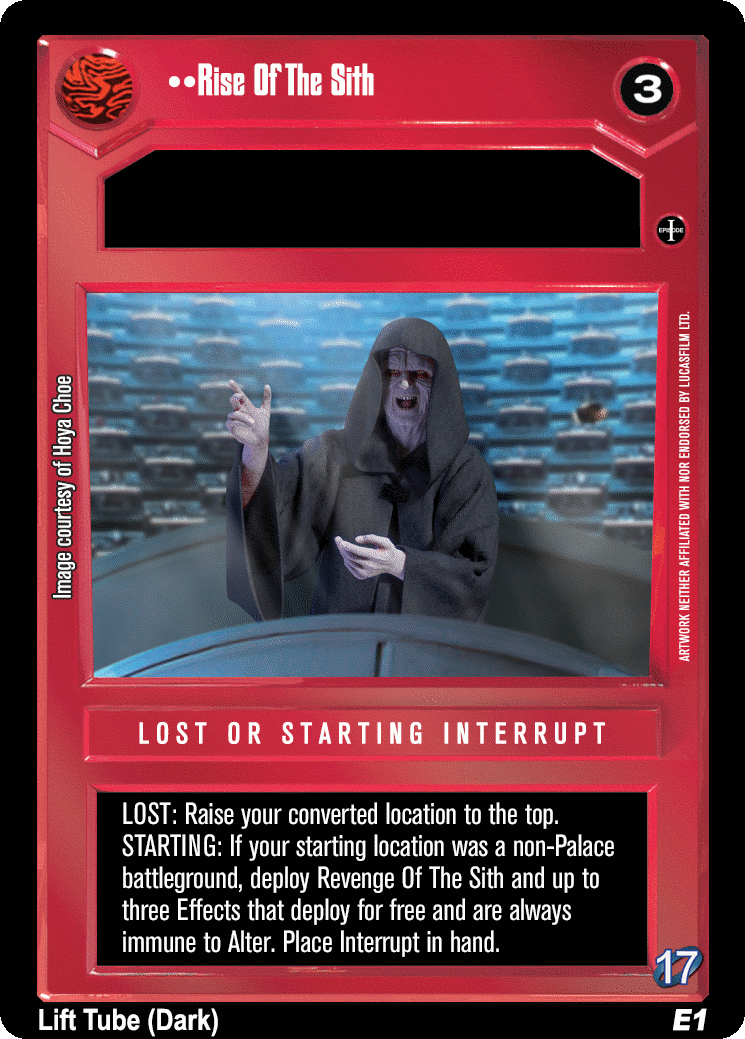 ••Rise Of The Sith
3
EPISODE I
Image courtesy of Hoya Choe
ARTWORK NEITHER AFFILIATED WITH NOR ENDORSED BY LUCASFILM LTD.
LOST OR STARTING INTERRUPT
LOST: Raise your converted location to the top.
STARTING: If your starting location was a non-Palace
battleground, deploy Revenge Of The Sith and up to
three Effects that deploy for free and are always
immune to Alter. Place Interrupt in hand.
17
Lift Tube (Dark)
E1